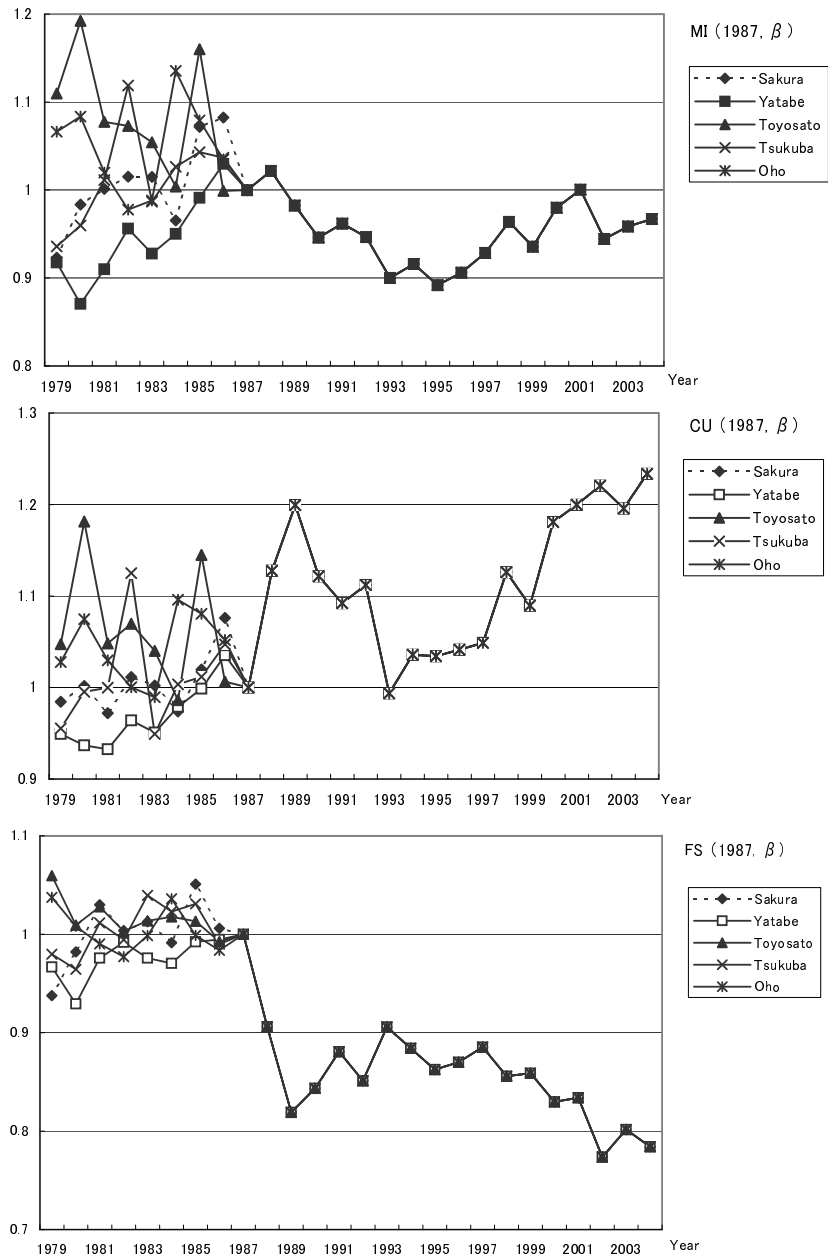 MI (1987, β)
1.2
1.1
1
0.9
0.8
1979 1981 1983 1985 1987 1989 1991 1993 1995 1997 1999 2001 2003
Year
Sakura
Yatabe
Toyosato
Tsukuba
Oho
CU (1987, β)
1.3
1.2
1.1
1
0.9
1979 1981 1983 1985 1987 1989 1991 1993 1995 1997 1999 2001 2003
Year
Sakura
Yatabe
Toyosato
Tsukuba
Oho
FS (1987, β)
1.1
1
0.9
0.8
0.7
1979 1981 1983 1985 1987 1989 1991 1993 1995 1997 1999 2001 2003
Year
Sakura
Yatabe
Toyosato
Tsukuba
Oho